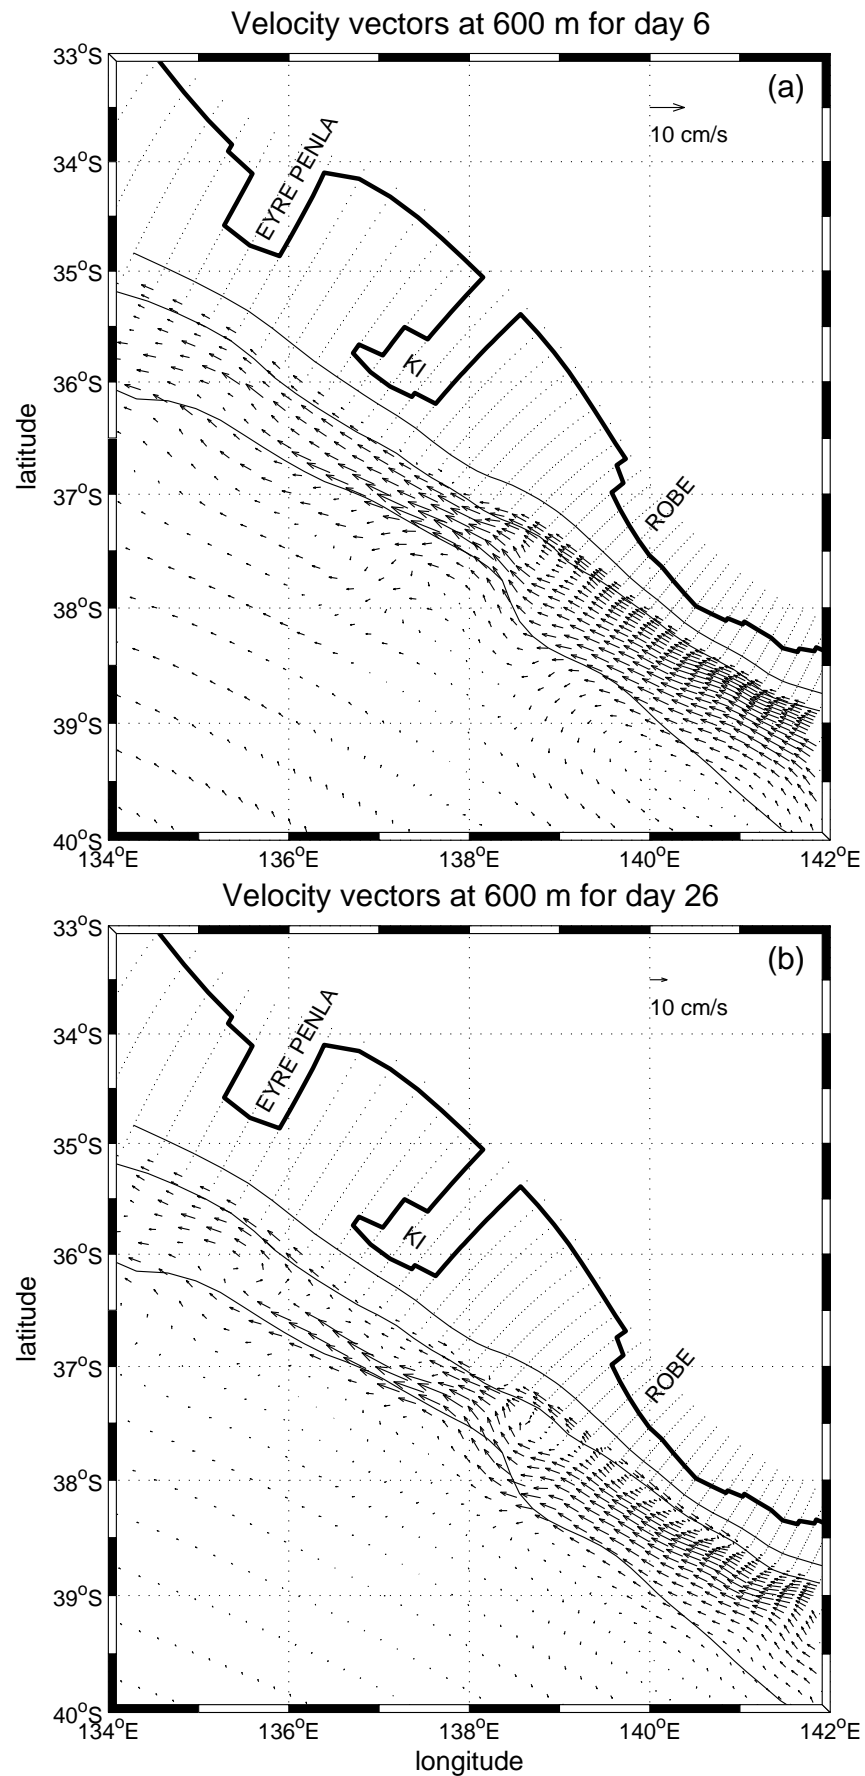 Velocity vectors at 600 m for day 6
33°S
(a)
10 cm/s
34°S
EYRE PENLA
35°S
KI
36°S
latitude
37°S
ROBE
38°S
39°S
40°S
134°E 136°E 138°E 140°E 142°E
Velocity vectors at 600 m for day 26
33°S
(b)
10 cm/s
34°S
EYRE PENLA
35°S
KI
36°S
latitude
37°S
ROBE
38°S
39°S
40°S
134°E 136°E 138°E 140°E 142°E
longitude